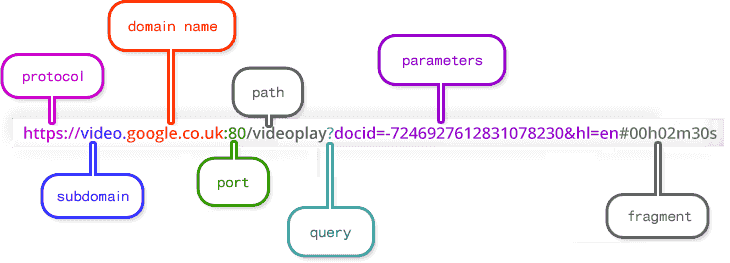 domain name
protocol
parameters
path
https://video.google.co.uk:80/videoplay?docid=-7246927612831078230&hl=en#00h02m30s
subdomain
port
query
fragment